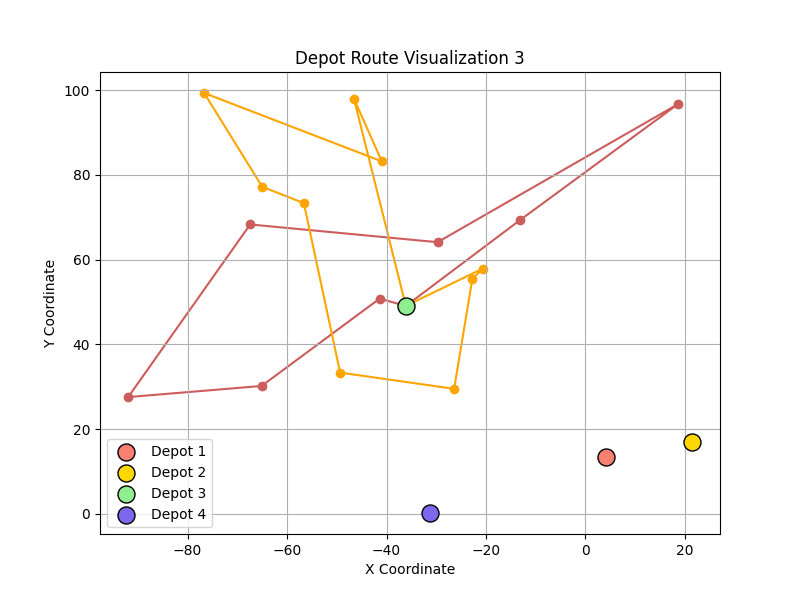 Depot Route Visualization 3
Y Coordinate
100
80
60
40
20
0
Depot 1
Depot 2
Depot 3
Depot 4
−80 −60 −40 −20 0 20
X Coordinate